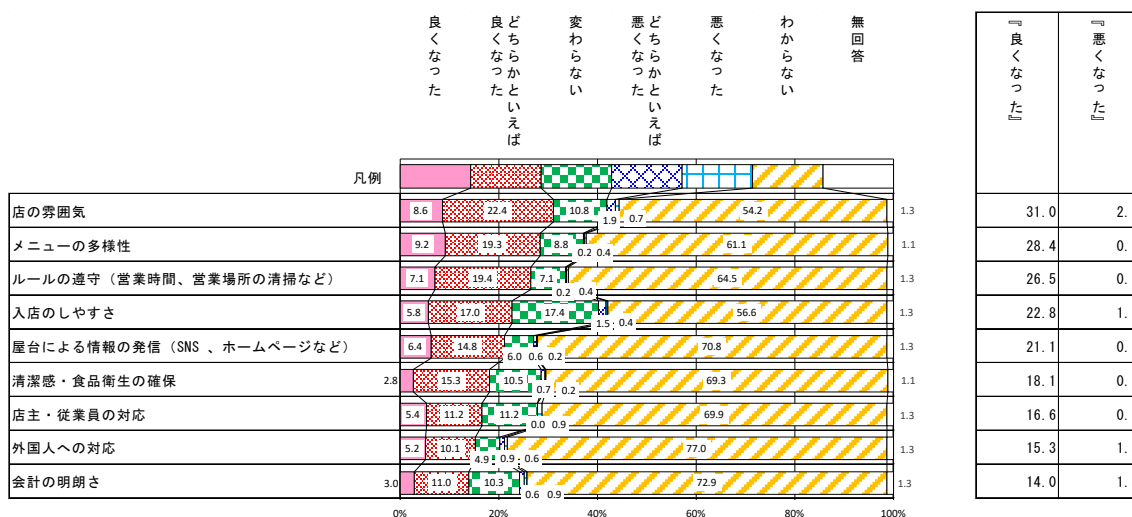 良くなった
どちらかといえば
良くなった
変わらない
どちらかといえば
悪くなった
悪くなった
わからない
無回答
『良くなった』
『悪くなった』
凡例
店の雰囲気 8.6 22.4 10.8 1.9 0.7 54.2 1.3 31.0 2.
メニューの多様性 9.2 19.3 8.8 0.2 0.4 61.1 1.1 28.4 0.
ルールの遵守（営業時間、営業場所の清掃など） 7.1 19.4 7.1 0.2 0.4 64.5 1.3 26.5 0.
入店のしやすさ 5.8 17.0 17.4 1.5 0.4 56.6 1.3 22.8 1.
屋台による情報の発信（SNS 、ホームページなど） 6.4 14.8 6.0 0.6 0.2 70.8 1.3 21.1 0.
清潔感・食品衛生の確保 2.8 15.3 10.5 0.7 0.2 69.3 1.1 18.1 0.
店主・従業員の対応 5.4 11.2 11.2 0.0 0.9 69.9 1.3 16.6 0.
外国人への対応 5.2 10.1 4.9 0.9 0.6 77.0 1.3 15.3 1.
会計の明朗さ 3.0 11.0 10.3 0.6 0.9 72.9 1.3 14.0 1.
0% 20% 40% 60% 80% 100%